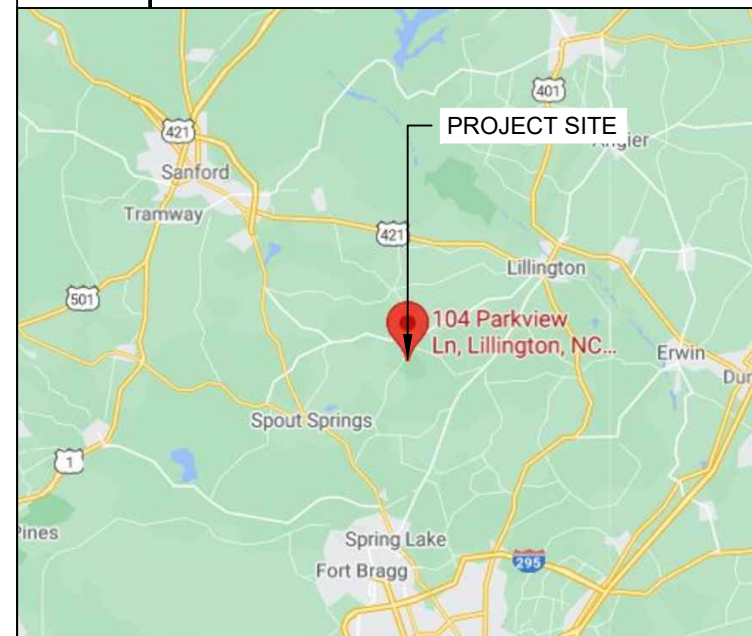 401
PROJECT SITE
Angier
421
Sanford
Tramway
421
Lillington
501
104 Parkview
Ln, Lillington, NC...
Erwin
Dun
Spout Springs
1
Pines
Spring Lake
295
Fort Bragg